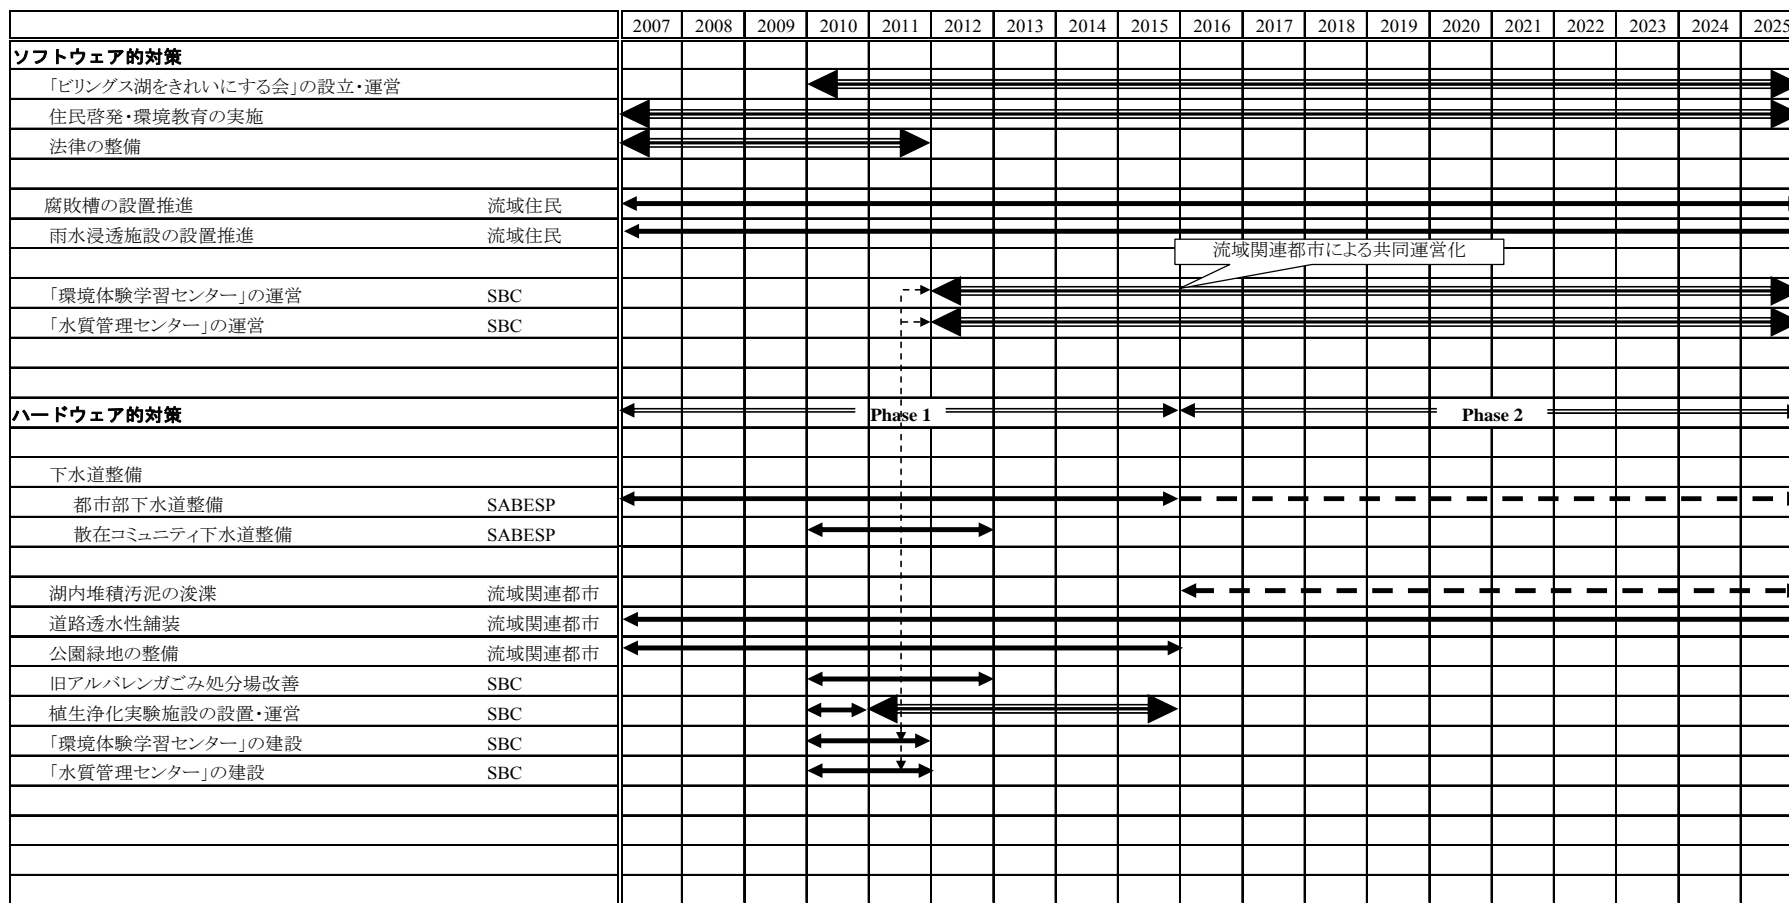 2007 2008 2009 2010 2011 2012 2013 2014 2015 2016 2017 2018 2019 2020 2021 2022 2023 2024 2025
ソフトウェア的対策
「ビリングス湖をきれいにする会」の設立・運営
住民啓発・環境教育の実施
法律の整備
腐敗槽の設置推進 流域住民
雨水浸透施設の設置推進 流域住民
流域関連都市による共同運営化
「環境体験学習センター」の運営 SBC
「水質管理センター」の運営 SBC
ハードウェア的対策 Phase 1 Phase 2
下水道整備
都市部下水道整備 SABESP
散在コミュニティ下水道整備 SABESP
湖内堆積汚泥の浚渫 流域関連都市
道路透水性舗装 流域関連都市
公園緑地の整備 流域関連都市
旧アルバレンガごみ処分場改善 SBC
植生浄化実験施設の設置・運営 SBC
「環境体験学習センター」の建設 SBC
「水質管理センター」の建設 SBC